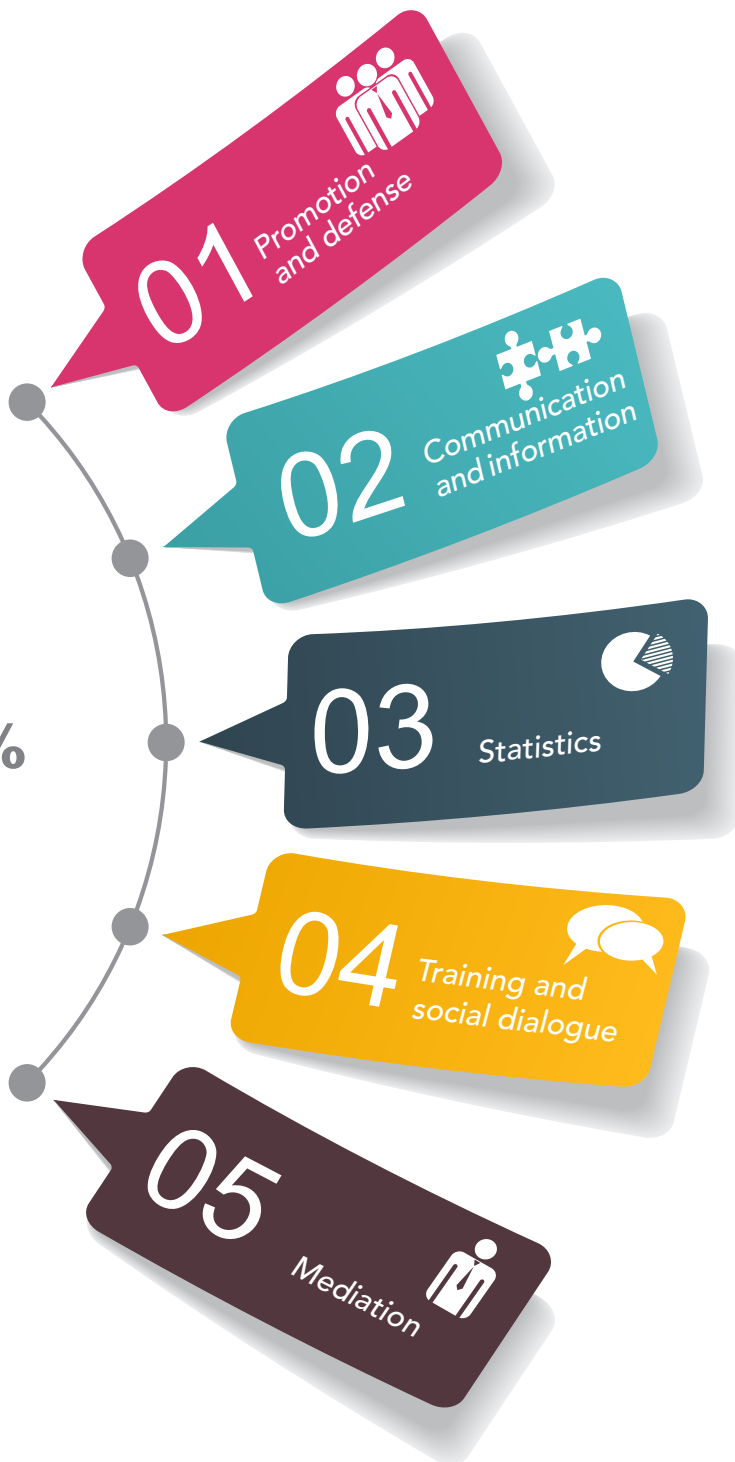 01
Promotion
and defense
02
Communication
and information
%
03
Statistics
04
Training and
social dialogue
05
Mediation